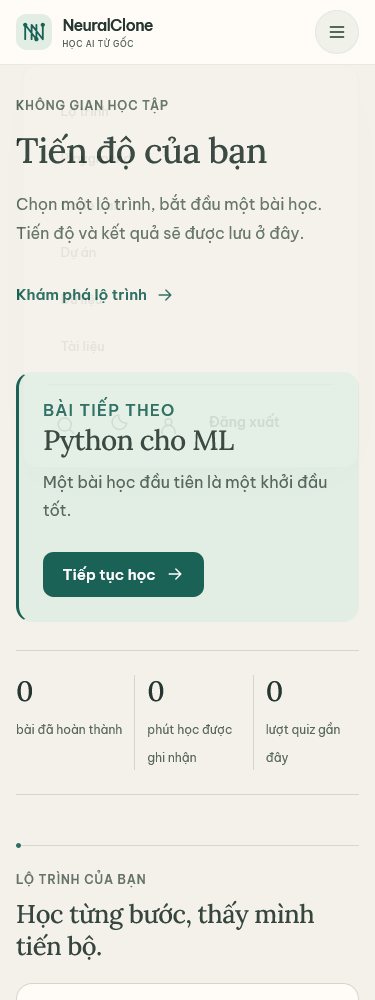 NeuralClone
HỌC AI TỪ GỐC
KHÔNG GIAN HỌC TẬP
Lộ trình
Tiến độ của bạn
Chọn một lộ trình, bắt đầu một bài học.
Tiến độ và kết quả sẽ được lưu ở đây.
Dự án
Khám phá lộ trình →
Tài liệu
BÀI TIẾP THEO
Đăng xuất
Python cho ML
Một bài học đầu tiên là một khởi đầu
tốt.
Tiếp tục học →
0
bài đã hoàn thành
0
phút học được
ghi nhận
0
lượt quiz gần
đây
LỘ TRÌNH CỦA BẠN
Học từng bước, thấy mình
tiến bộ.